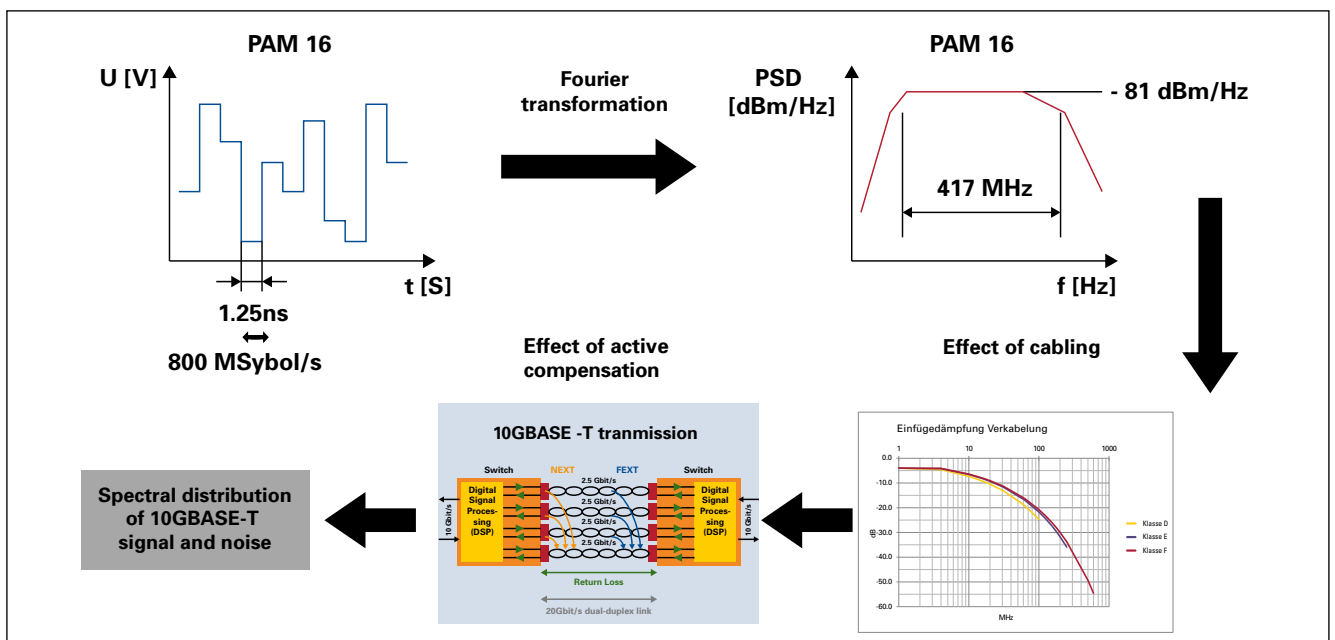 PAM 16
U [V]
t [S]
1.25ns
800 MSybol/s
Fourier
transformation
PAM 16
PSD
[dBm/Hz]
- 81 dBm/Hz
417 MHz
f [Hz]
Effect of cabling
Einfügedämpfung Verkabelung
1
10
100
1000
0.0
-10.0
-20.0
-30.0
-40.0
-50.0
-60.0
dB
MHz
Klasse D
Klasse E
Klasse F
Effect of active
compensation
10GBASE -T tranmission
Switch
NEXT
FEXT
Switch
10 Gbit/s
Digital
Signal
Proces-
sing
(DSP)
2.5 Gbit/s
2.5 Gbit/s
2.5 Gbit/s
2.5 Gbit/s
Digital
Signal
Proces-
sing
(DSP)
10 Gbit/s
Return Loss
20Gbit/s dual-duplex link
Spectral distribution
of 10GBASE-T
signal and noise